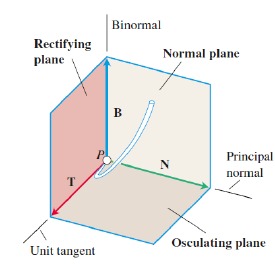 Binormal
Rectifying
plane
Normal plane
B
P
N
T
Principal
normal
Unit tangent
Osculating plane